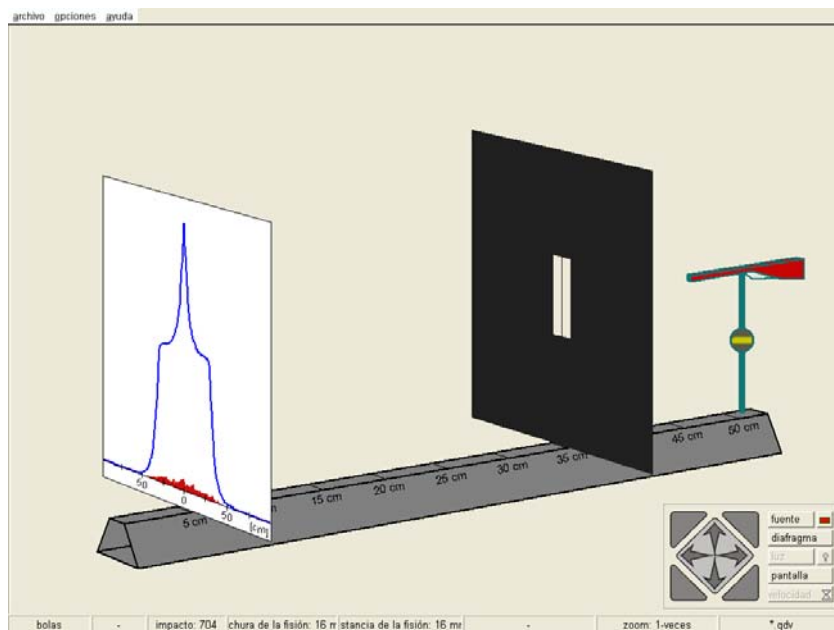 archivo opciones ayuda
50
0
50
[cm]
5 cm
15 cm
20 cm
25 cm
30 cm
35 cm
45 cm
50 cm
fuente
diafragma
luz
pantalla
velocidad
bolas - impacto: 704 chura de la fisión: 16 m stancia de la fisión: 16 mr - zoom: 1-veces *.gdv